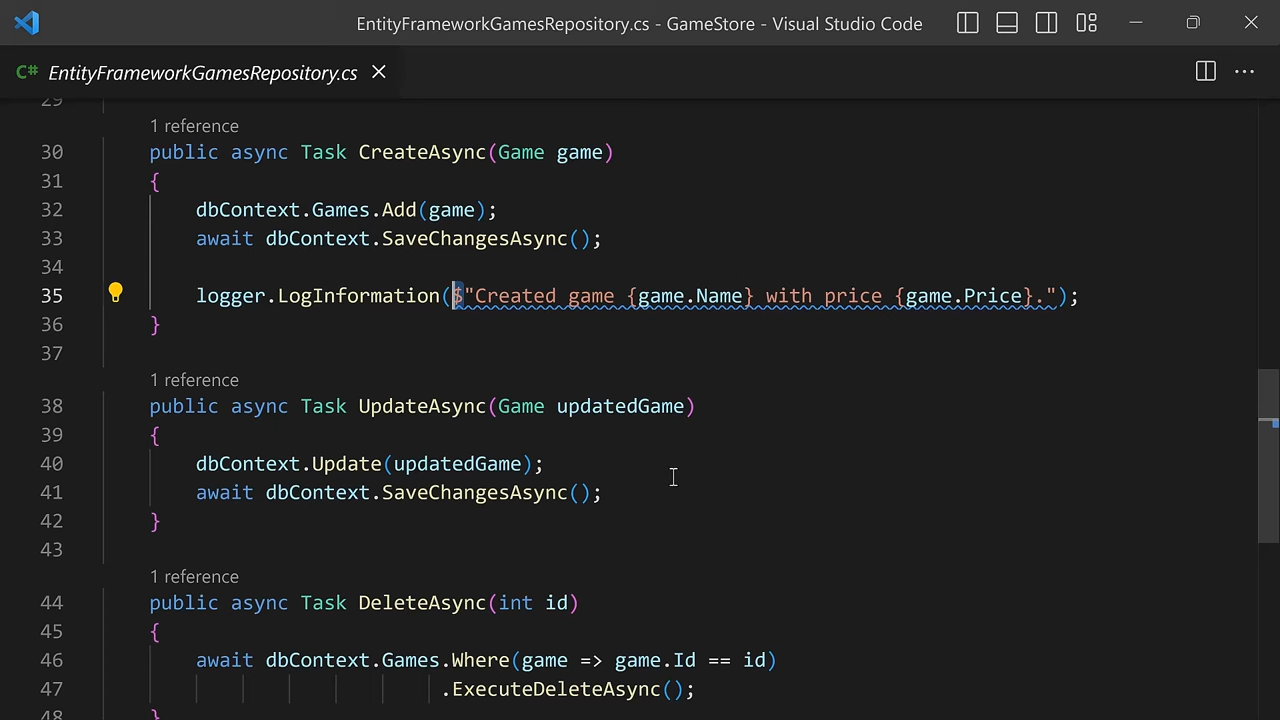 EntityFrameworkGamesRepository.cs - GameStore - Visual Studio Code
C# EntityFrameworkGamesRepository.cs
29
1 reference
30 public async Task CreateAsync(Game game)
31 {
32 dbContext.Games.Add(game);
33 await dbContext.SaveChangesAsync();
34
35 logger.LogInformation($"Created game {game.Name} with price {game.Price}.");
36 }
37
1 reference
38 public async Task UpdateAsync(Game updatedGame)
39 {
40 dbContext.Update(updatedGame);
41 await dbContext.SaveChangesAsync();
42 }
43
1 reference
44 public async Task DeleteAsync(int id)
45 {
46 await dbContext.Games.Where(game => game.Id == id)
47 .ExecuteDeleteAsync();
48 }